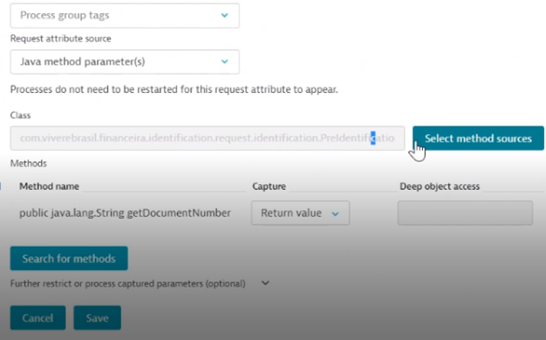 Process group tags
Request attribute source
Java method parameter(s)
Processes do not need to be restarted for this request attribute to appear.
Class
com.viverebrasil.financeira.identification.request.identification.PreIdentificatio
Select method sources
Methods
Method name Capture Deep object access
public java.lang.String getDocumentNumber Return value
Search for methods
Further restrict or process captured parameters (optional)
Cancel Save